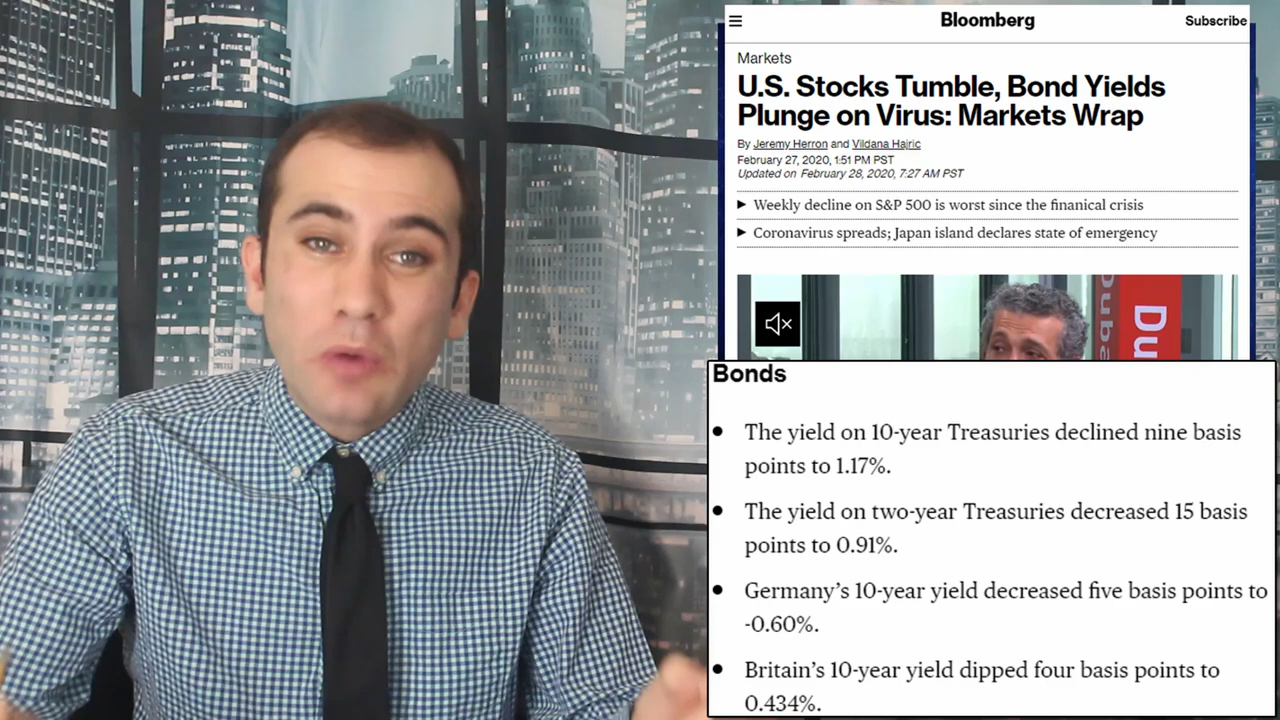 Bloomberg
Subscribe
Markets
U.S. Stocks Tumble, Bond Yields
Plunge on Virus: Markets Wrap
By Jeremy Herron and Vildana Hajric
February 27, 2020, 1:51 PM PST
Updated on February 28, 2020, 7:27 AM PST
Weekly decline on S&P 500 is worst since the finanical crisis
Coronavirus spreads; Japan island declares state of emergency
Du
Bonds
The yield on 10-year Treasuries declined nine basis
points to 1.17%.
The yield on two-year Treasuries decreased 15 basis
points to 0.91%.
Germany’s 10-year yield decreased five basis points to
-0.60%.
Britain’s 10-year yield dipped four basis points to
0.434%.